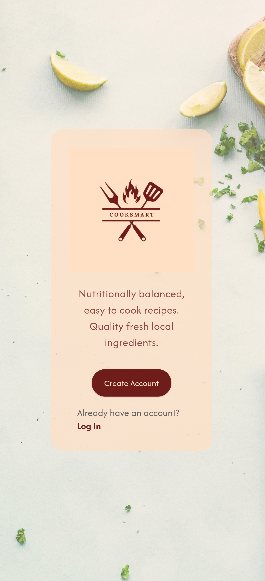 COOKSMART
Nutritionally balanced,
easy to cook recipes.
Quality fresh local
ingredients.
Create Account
Already have an account?
Log In